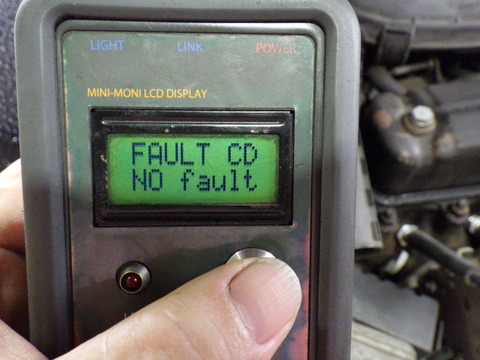 LIGHT LINK POWER
MINI-MONI LCD DISPLAY
FAULT CD
NO fault